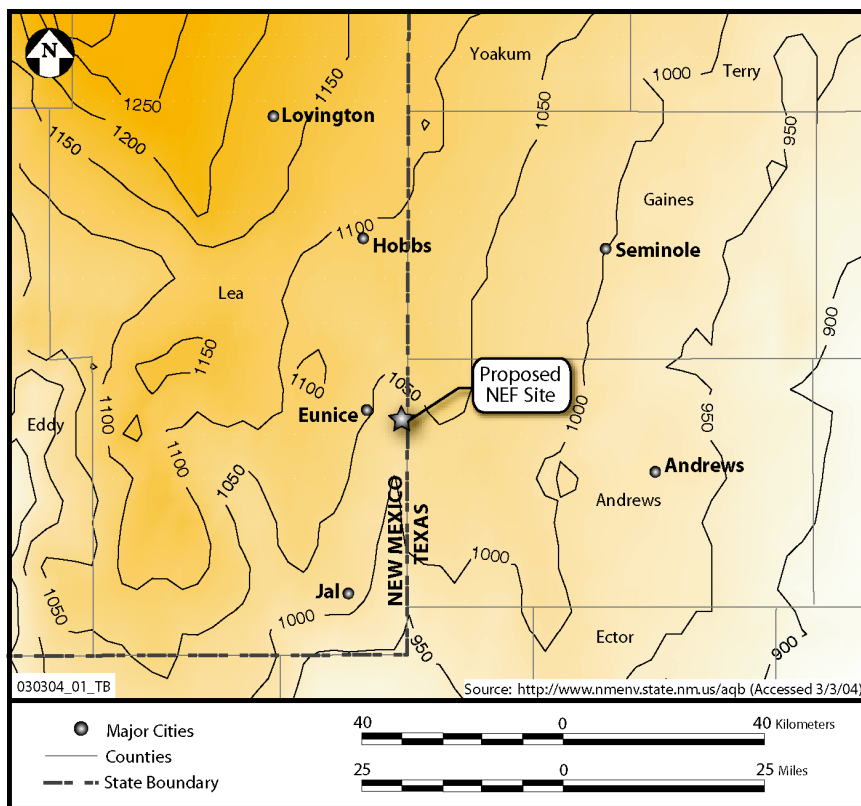 N
Yoakum
1000
Terry
1150
1050
950
1250
Lovington
1200
1150
Gaines
1100
Hobbs
Seminole
Lea
900
1150
1100
1050
Proposed
NEF Site
1100
Eddy
Eunice
1000
950
1100
Andrews
1050
Andrews
NEW MEXICO
TEXAS
1000
Jal
1050
1000
950
Ector
900
030304_01_TB
Source: http://www.nmenv.state.nm.us/aqb (Accessed 3/3/04)
Major Cities
Counties
State Boundary
40 0 40 Kilometers
25 0 25 Miles